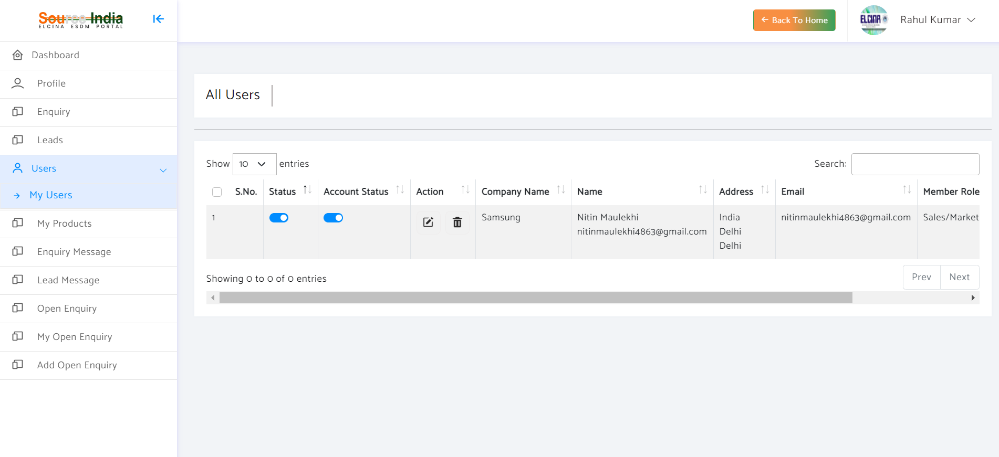 Source India
ELCINA ESDM PORTAL
← Back To Home
ELCINA
Rahul Kumar
Dashboard
Profile
Enquiry
Leads
Users
My Users
My Products
Enquiry Message
Lead Message
Open Enquiry
My Open Enquiry
Add Open Enquiry
All Users
Show 10 entries
Search:
S.No. Status Account Status Action Company Name Name Address Email Member Role
1 Samsung Nitin Maulekhi India nitinmaulekhi4863@gmail.com Sales/Market
nitinmaulekhi4863@gmail.com Delhi
Delhi
Showing 0 to 0 of 0 entries
Prev Next